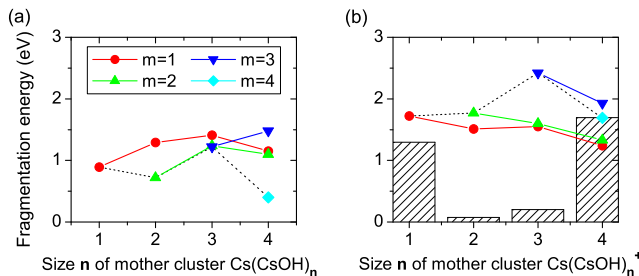 (a)
Fragmentation energy (eV)
3
2
1
0
m=1 m=3
m=2 m=4
1 2 3 4
Size n of mother cluster Cs(CsOH)n
(b)
3
2
1
0
1 2 3 4
Size n of mother cluster Cs(CsOH)n+